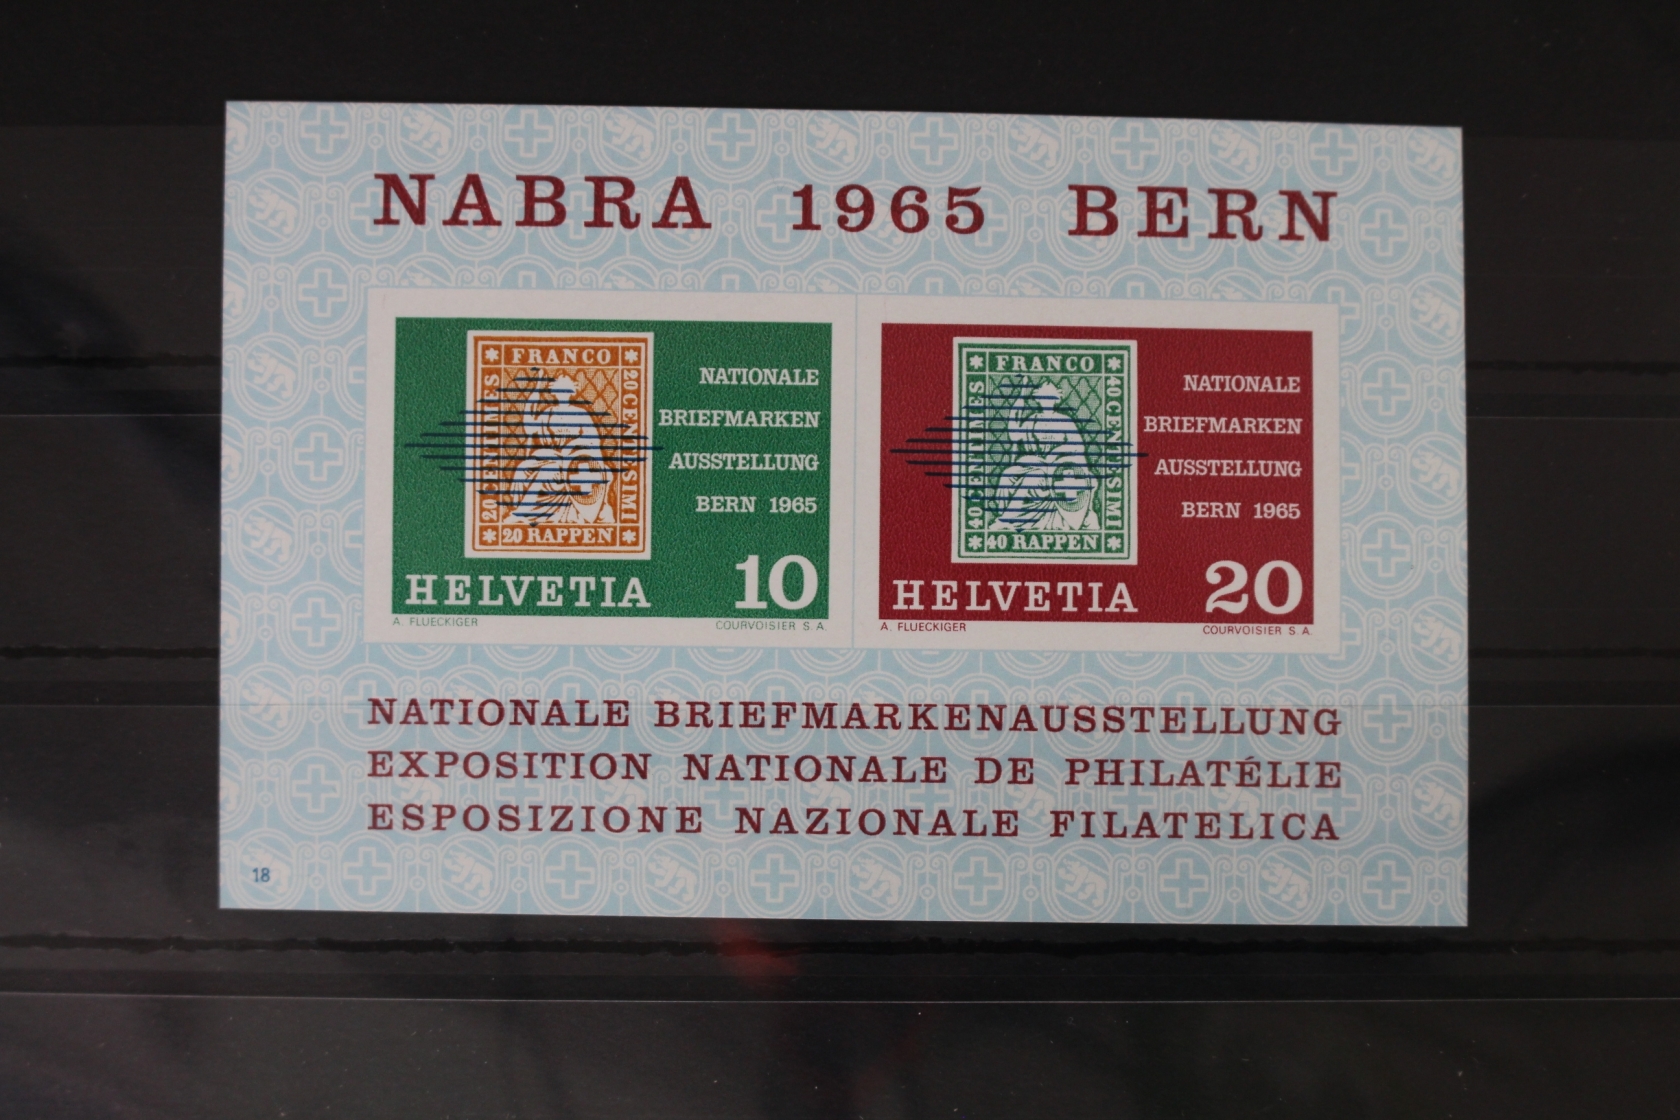 NABRA 1965 BERN
FRANCO
20 CENTIMES
20 CENTESIMI
20 RAPPEN
NATIONALE
BRIEFMARKEN
AUSSTELLUNG
BERN 1965
HELVETIA 10
A. FLUECKIGER COURVOISIER S.A.
FRANCO
40 CENTIMES
40 CENTESIMI
40 RAPPEN
NATIONALE
BRIEFMARKEN
AUSSTELLUNG
BERN 1965
HELVETIA 20
A. FLUECKIGER COURVOISIER S.A.
NATIONALE BRIEFMARKENAUSSTELLUNG
EXPOSITION NATIONALE DE PHILATÉLIE
ESPOSIZIONE NAZIONALE FILATELICA
18